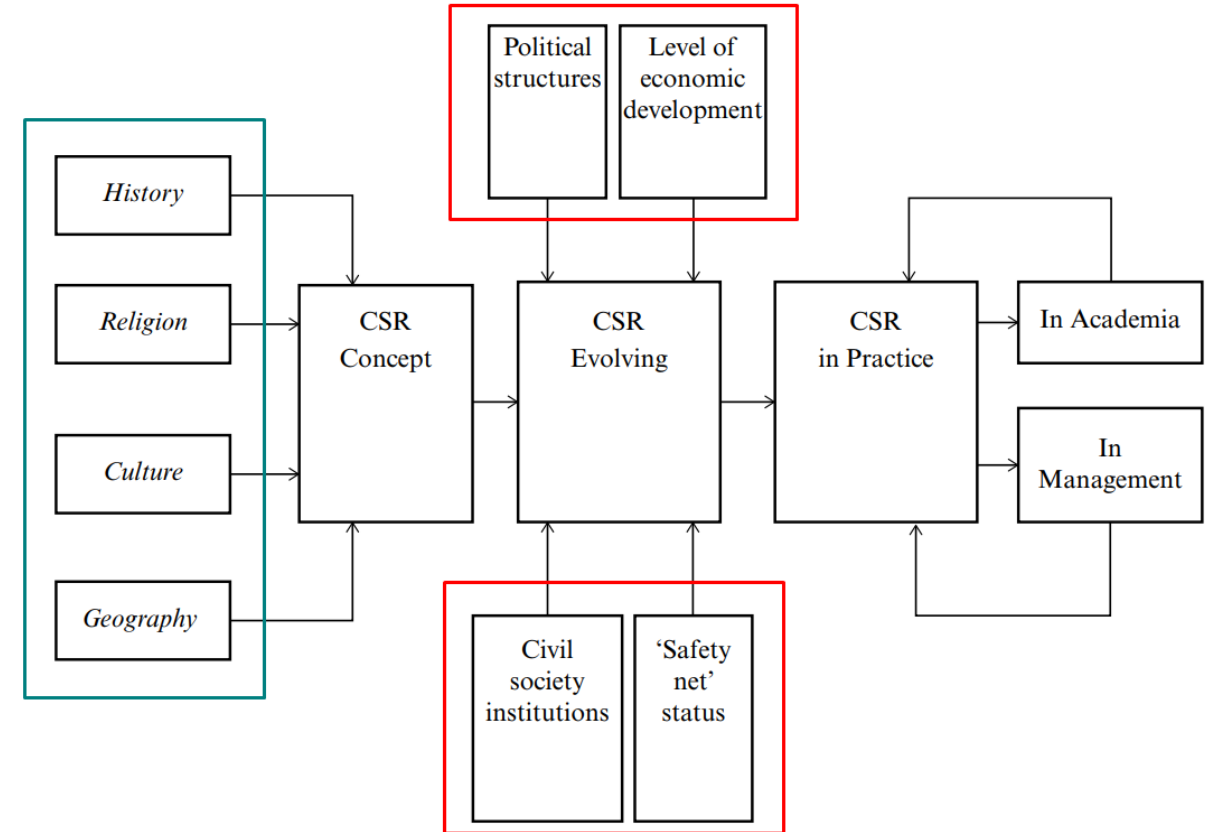 Political
structures
Level of
economic
development
History
Religion
Culture
Geography
CSR
Concept
CSR
Evolving
CSR
in Practice
In Academia
In
Management
Civil
society
institutions
‘Safety
net’
status